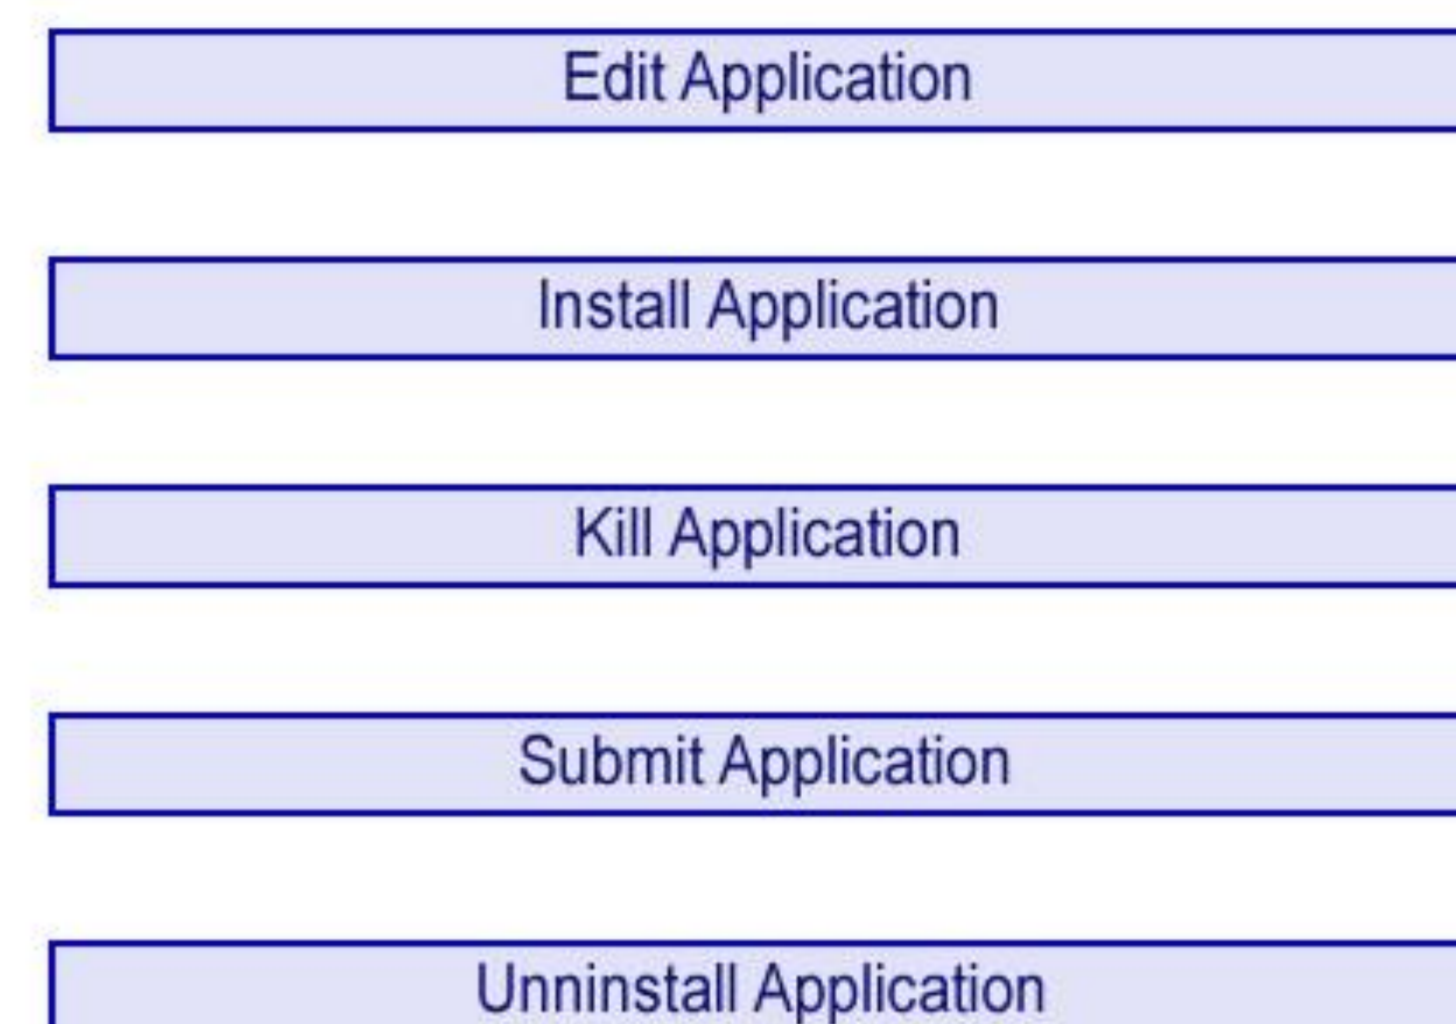 Edit Application
Install Application
Kill Application
Submit Application
Unninstall Application